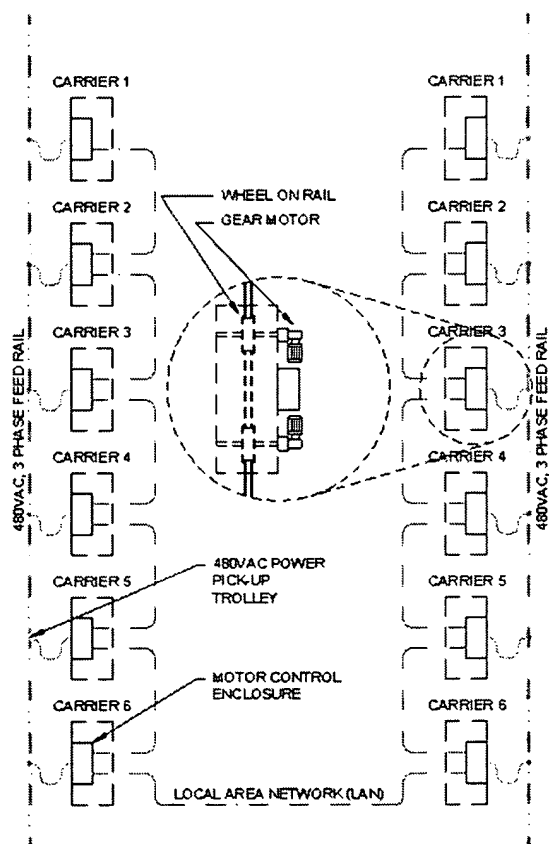 CARRIER 1
CARRIER 1
WHEEL ON RAIL
GEAR MOTOR
CARRIER 2
CARRIER 2
CARRIER 3
CARRIER 3
480VAC, 3 PHASE FEED RAIL
480VAC, 3 PHASE FEED RAIL
CARRIER 4
CARRIER 4
480VAC POWER
PICK-UP
TROLLEY
CARRIER 5
CARRIER 5
MOTOR CONTROL
ENCLOSURE
CARRIER 6
CARRIER 6
LOCAL AREA NETWORK (LAN)